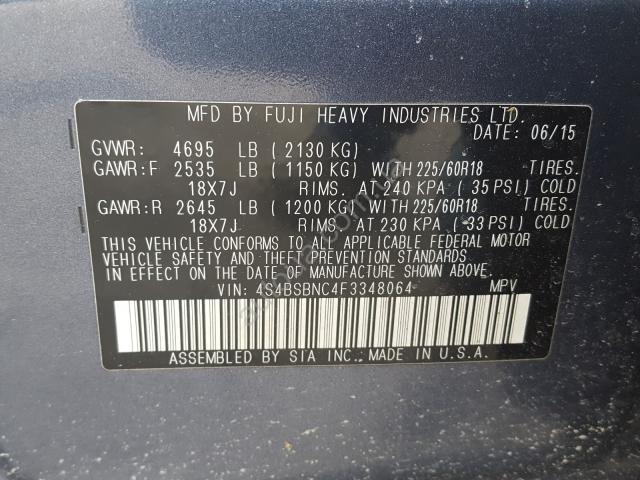 MFD BY FUJI HEAVY INDUSTRIES LTD.
DATE: 06/15
GVWR: 4695 LB (2130 KG)
GAWR:F 2535 LB (1150 KG) WITH 225/60R18 TIRES.
18X7J RIMS. AT 240 KPA (35 PSI) COLD
GAWR:R 2645 LB (1200 KG) WITH 225/60R18 TIRES.
18X7J RIMS. AT 230 KPA (33 PSI) COLD
THIS VEHICLE CONFORMS TO ALL APPLICABLE FEDERAL MOTOR
VEHICLE SAFETY AND THEFT PREVENTION STANDARDS
IN EFFECT ON THE DATE OF MANUFACTURE SHOWN ABOVE.
VIN: 4S4BSBNC4F3348064 MPV
ASSEMBLED BY SIA INC., MADE IN U.S.A.